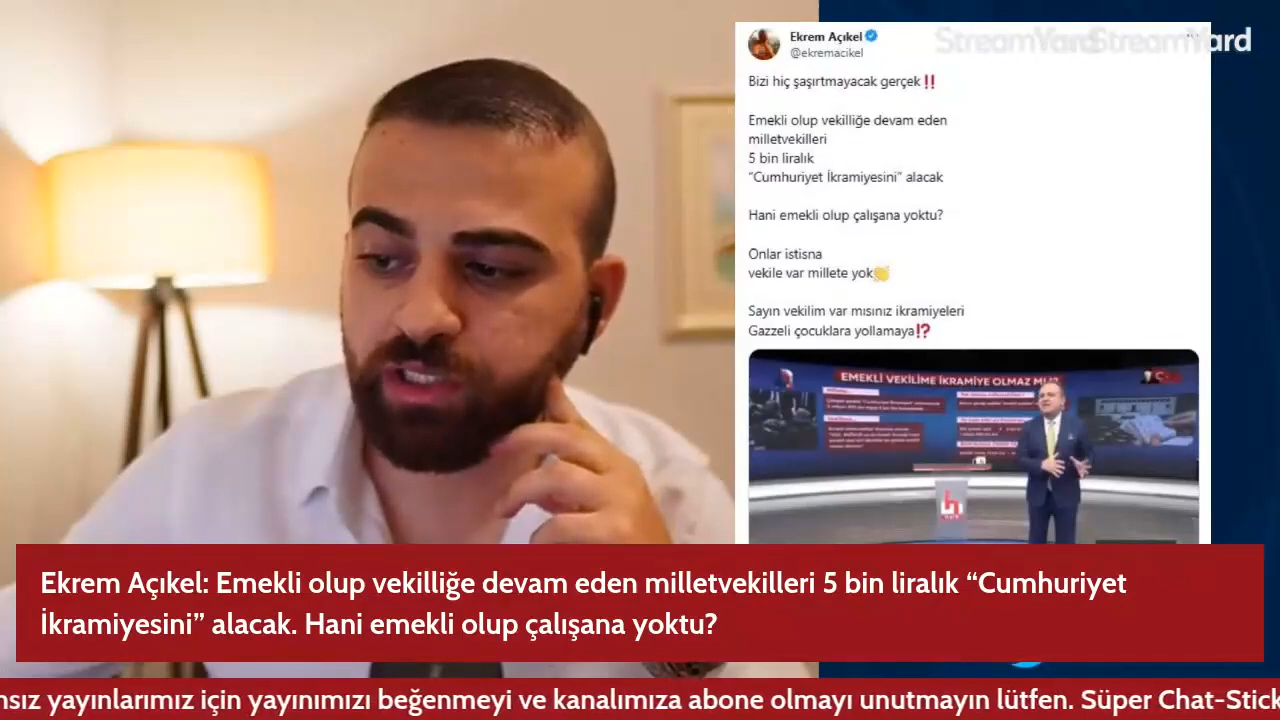 StreamYard StreamYard
Ekrem Açıkel
@ekremacikel
Bizi hiç şaşırtmayacak gerçek‼️
Emekli olup vekilliğe devam eden
milletvekilleri
5 bin liralık
“Cumhuriyet İkramiyesini” alacak
Hani emekli olup çalışana yoktu?
Onlar istisna
vekile var millete yok
Sayın vekilim var mısınız ikramiyeleri
Gazzeli çocuklara yollamaya⁉️
EMEKLİ VEKİLİME İKRAMİYE OLMAZ MI?
Ekrem Açıkel: Emekli olup vekilliğe devam eden milletvekilleri 5 bin liralık “Cumhuriyet
İkramiyesini” alacak. Hani emekli olup çalışana yoktu?
yayınlarımız için yayınımızı beğenmeyi ve kanalımıza abone olmayı unutmayın lütfen. Süper Chat-Stick